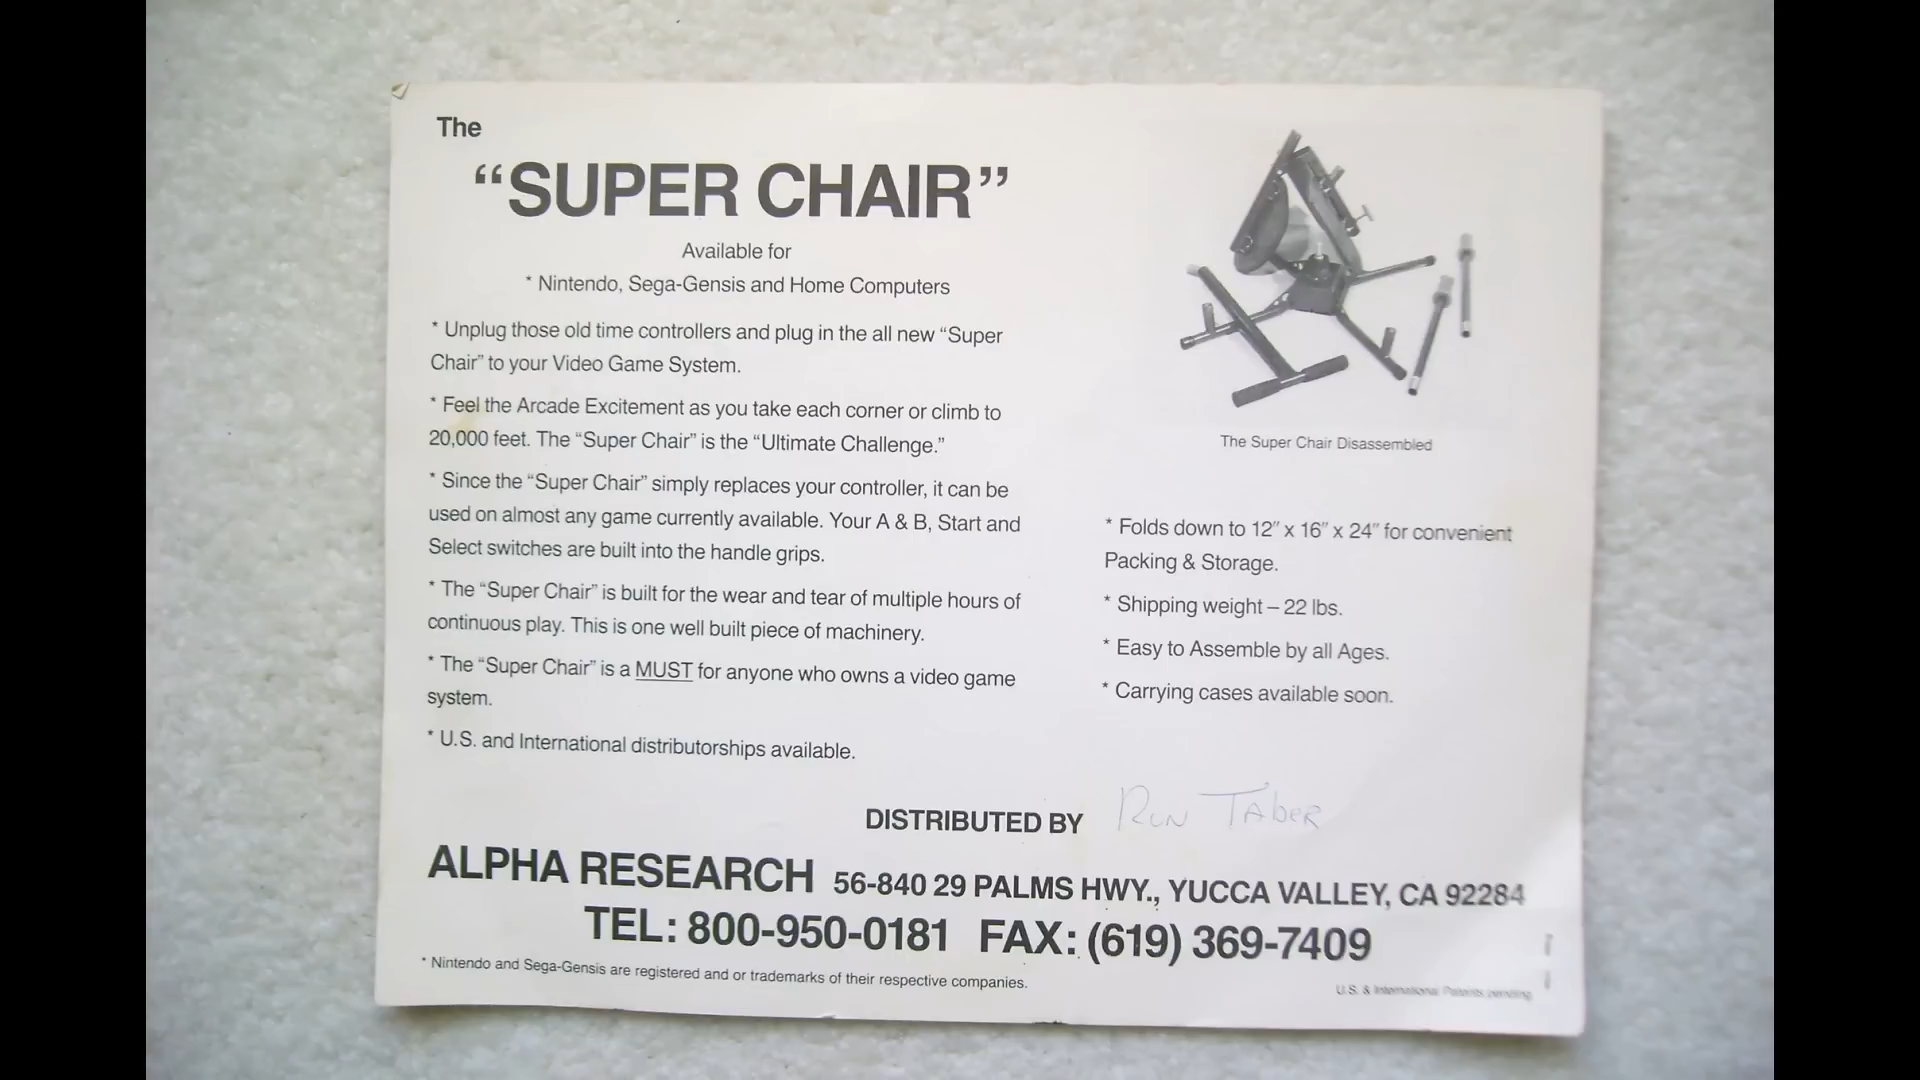 The
“SUPER CHAIR”
Available for
* Nintendo, Sega-Gensis and Home Computers
* Unplug those old time controllers and plug in the all new “Super
Chair” to your Video Game System.
* Feel the Arcade Excitement as you take each corner or climb to
20,000 feet. The “Super Chair” is the “Ultimate Challenge.”
* Since the “Super Chair” simply replaces your controller, it can be
used on almost any game currently available. Your A & B, Start and
Select switches are built into the handle grips.
* The “Super Chair” is built for the wear and tear of multiple hours of
continuous play. This is one well built piece of machinery.
* The “Super Chair” is a MUST for anyone who owns a video game
system.
* U.S. and International distributorships available.
The Super Chair Disassembled
* Folds down to 12″ x 16″ x 24″ for convenient
Packing & Storage.
* Shipping weight – 22 lbs.
* Easy to Assemble by all Ages.
* Carrying cases available soon.
DISTRIBUTED BY Ron Taber
ALPHA RESEARCH 56-840 29 PALMS HWY., YUCCA VALLEY, CA 92284
TEL: 800-950-0181 FAX: (619) 369-7409
* Nintendo and Sega-Gensis are registered and or trademarks of their respective companies.
U.S. & International Patents pending